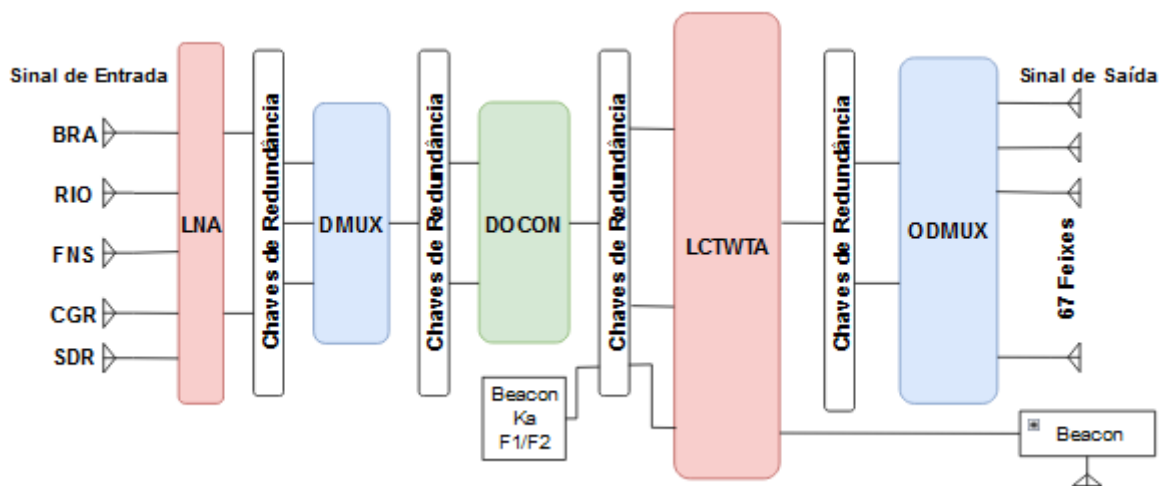 Sinal de Entrada
BRA
RIO
FNS
CGR
SDR
LNA
Chaves de Redundância
DMUX
Chaves de Redundância
DOCON
Chaves de Redundância
Beacon
Ka
F1/F2
LCTWTA
Chaves de Redundância
ODMUX
Sinal de Saída
67 Feixes
Beacon